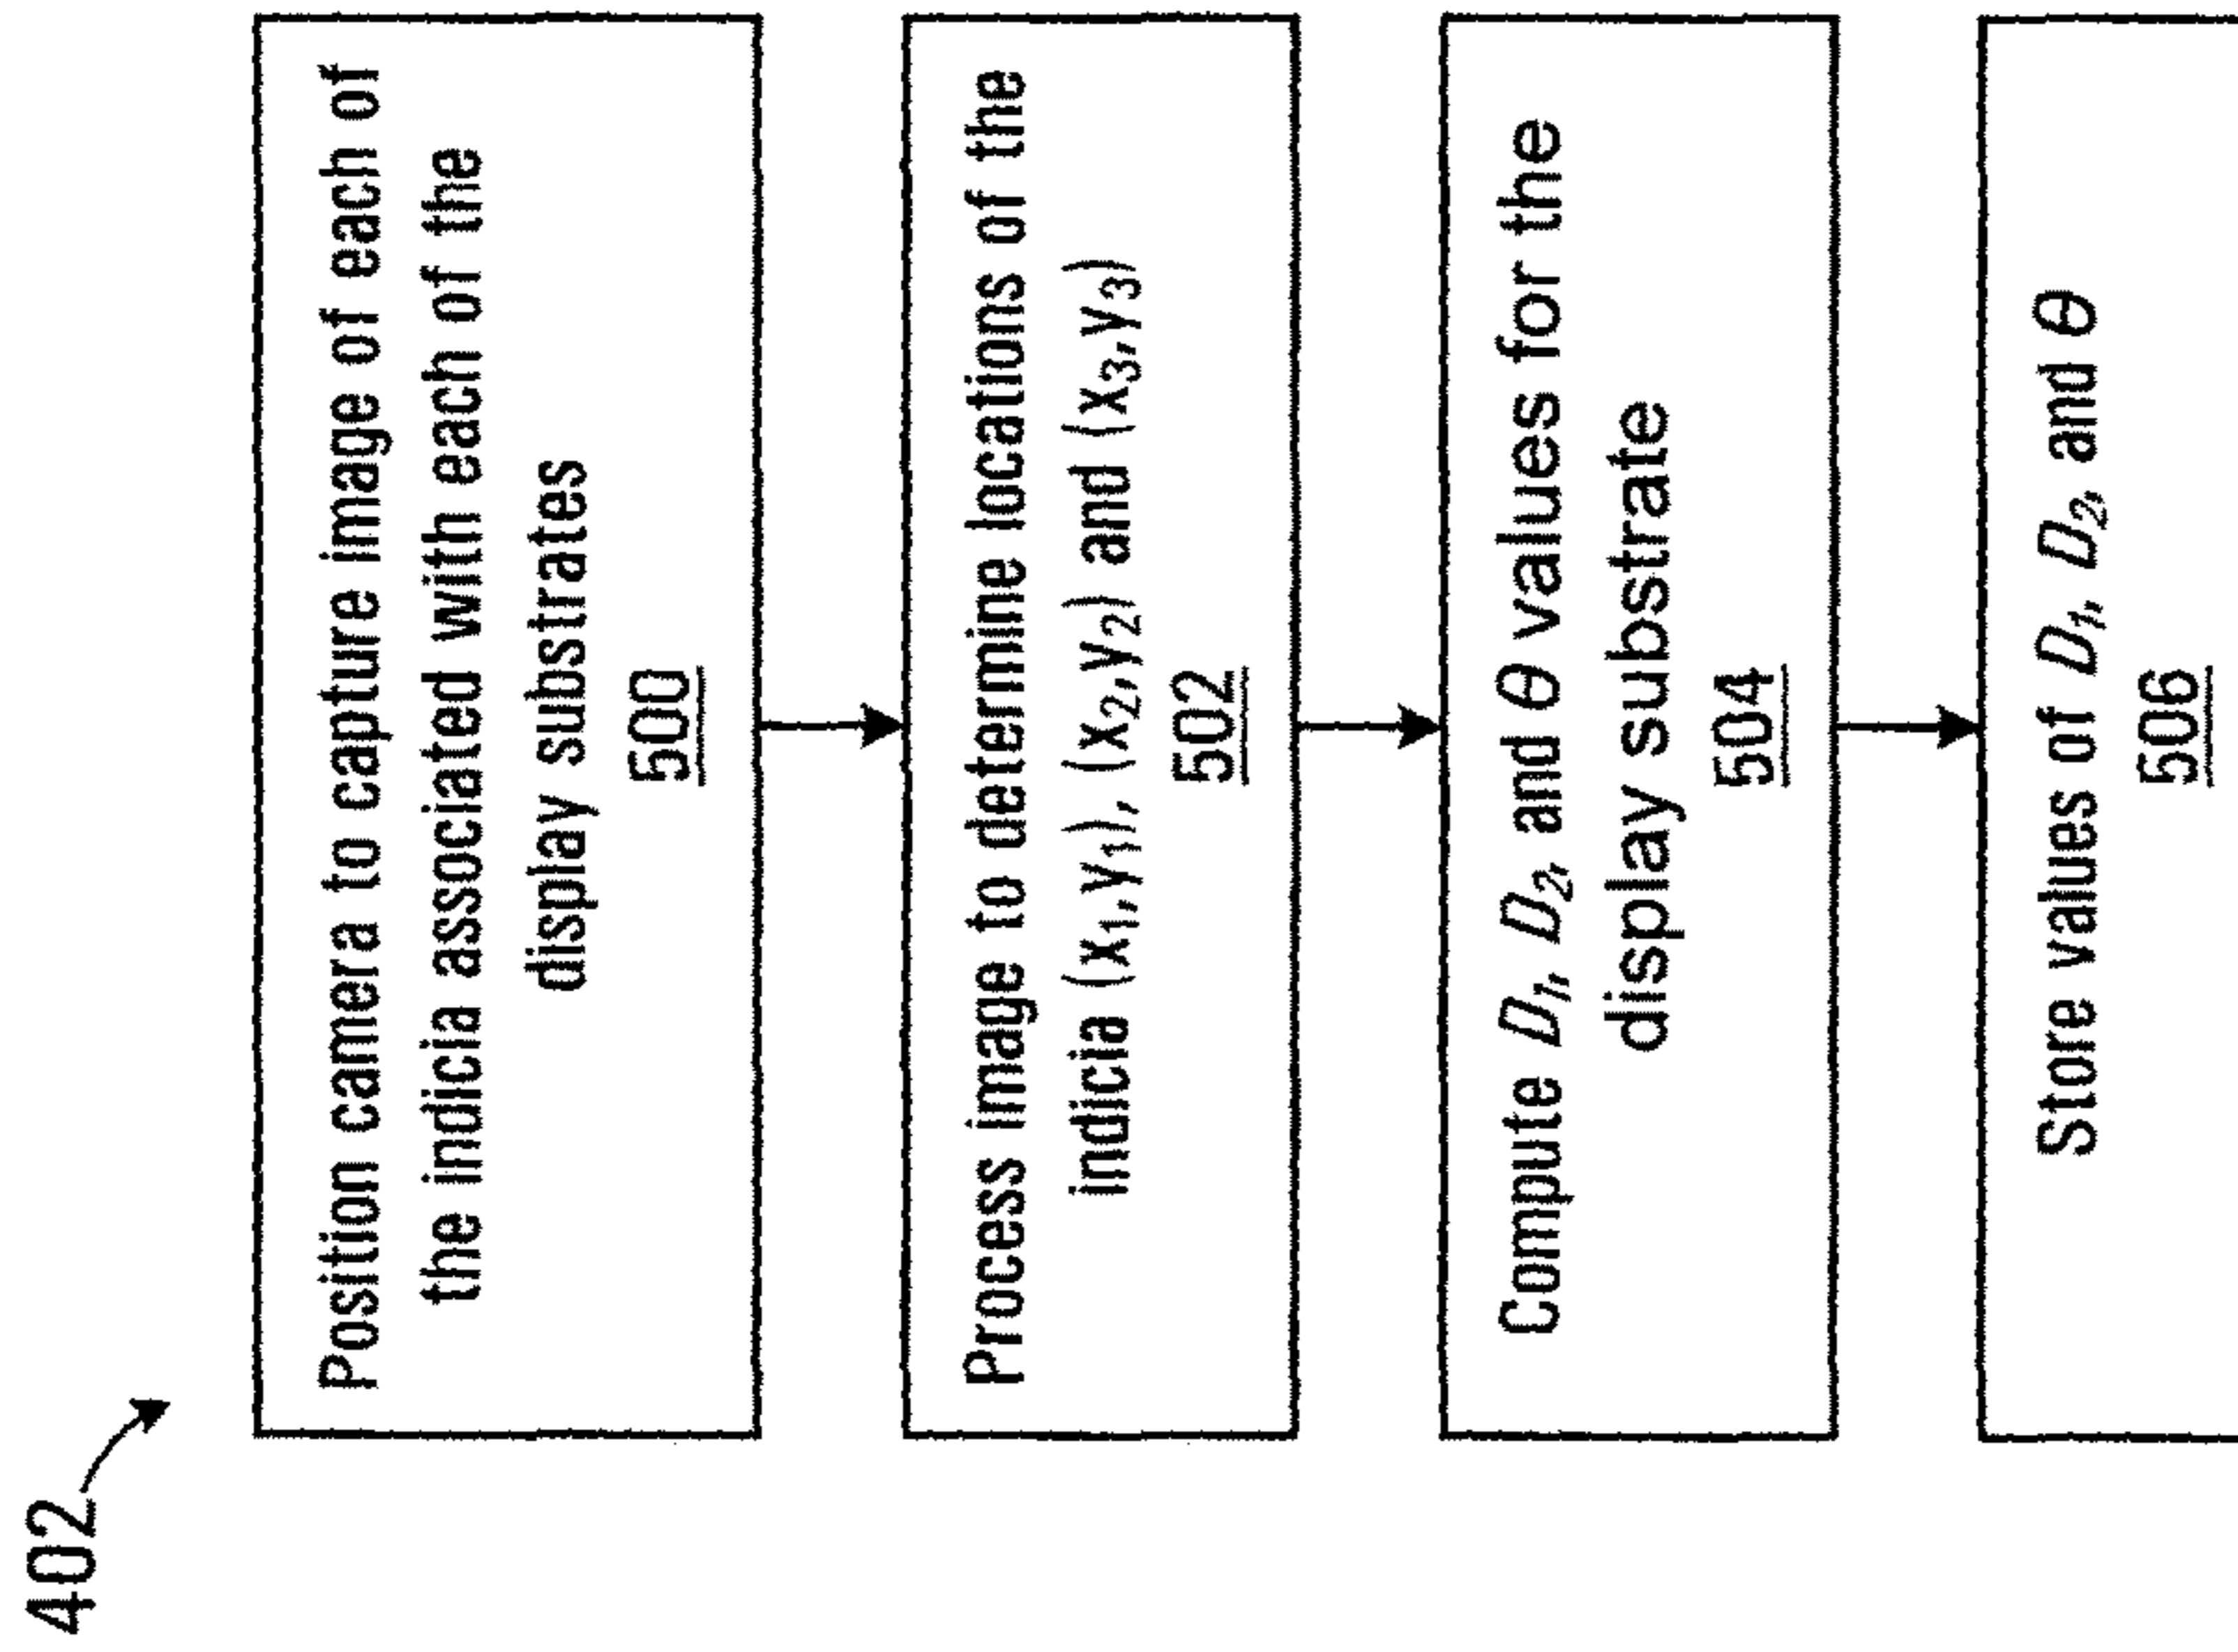 402
Position camera to capture image of each of
the indicia associated with each of the
display substrates
500
Process image to determine locations of the
indicia (x₁,y₁), (x₂,y₂) and (x₃,y₃)
502
Compute D₁, D₂, and θ values for the
display substrate
504
Store values of D₁, D₂, and θ
506